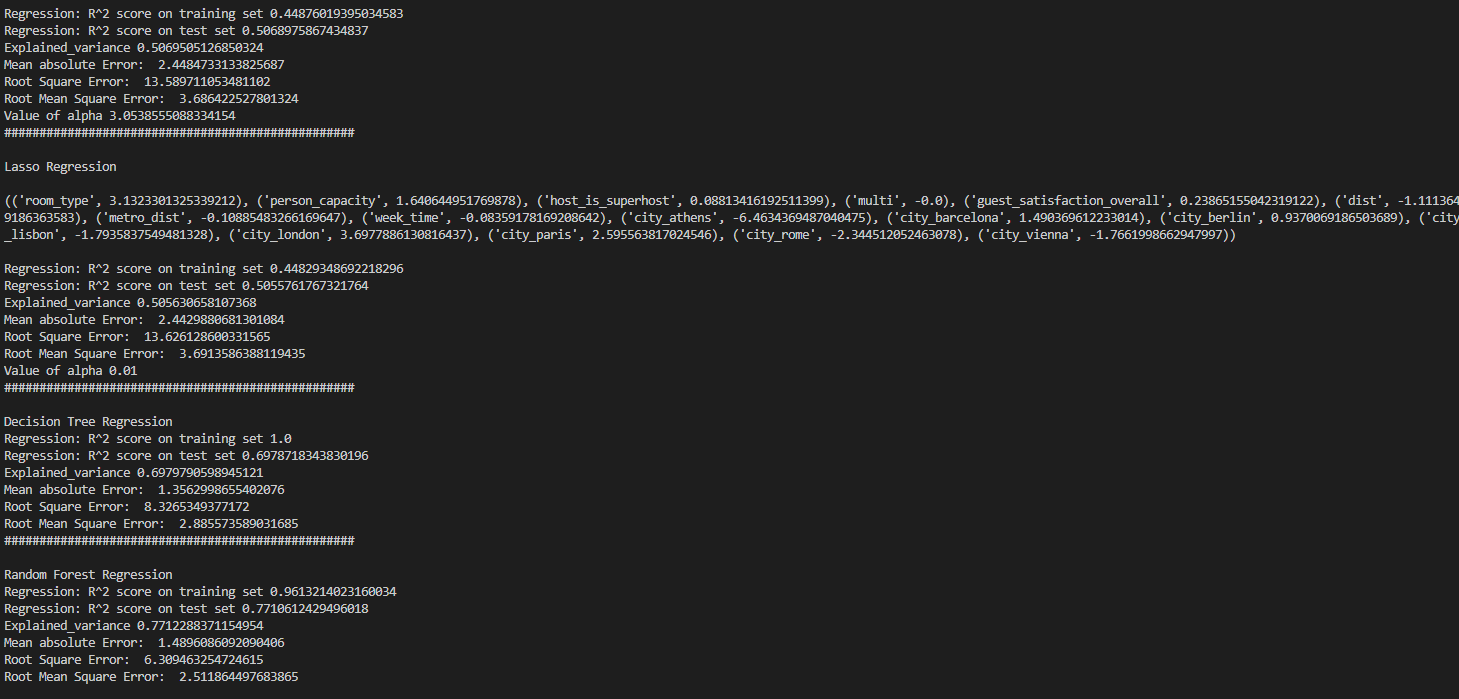 Regression: R^2 score on training set 0.44876019395034583
Regression: R^2 score on test set 0.5068975867434837
Explained_variance 0.5069505126850324
Mean absolute Error:  2.4484733133825687
Root Square Error:  13.589711053481102
Root Mean Square Error:  3.686422527801324
Value of alpha 3.0538555088334154
##################################################
Lasso Regression
(('room_type', 3.1323301325339212), ('person_capacity', 1.640644951769878), ('host_is_superhost', 0.08813416192511399), ('multi', -0.0), ('guest_satisfaction_overall', 0.23865155042319122), ('dist', -1.111364
9186363583), ('metro_dist', -0.10885483266169647), ('week_time', -0.08359178169208642), ('city_athens', -6.4634369487040475), ('city_barcelona', 1.490369612233014), ('city_berlin', 0.9370069186503689), ('city
_lisbon', -1.7935837549481328), ('city_london', 3.6977886130816437), ('city_paris', 2.595563817024546), ('city_rome', -2.344512052463078), ('city_vienna', -1.7661998662947997))
Regression: R^2 score on training set 0.44829348692218296
Regression: R^2 score on test set 0.5055761767321764
Explained_variance 0.505630658107368
Mean absolute Error:  2.4429880681301084
Root Square Error:  13.626128600331565
Root Mean Square Error:  3.6913586388119435
Value of alpha 0.01
##################################################
Decision Tree Regression
Regression: R^2 score on training set 1.0
Regression: R^2 score on test set 0.6978718343830196
Explained_variance 0.6979790598945121
Mean absolute Error:  1.3562998655402076
Root Square Error:  8.3265349377172
Root Mean Square Error:  2.885573589031685
##################################################
Random Forest Regression
Regression: R^2 score on training set 0.9613214023160034
Regression: R^2 score on test set 0.7710612429496018
Explained_variance 0.7712288371154954
Mean absolute Error:  1.4896086092090406
Root Square Error:  6.309463254724615
Root Mean Square Error:  2.511864497683865